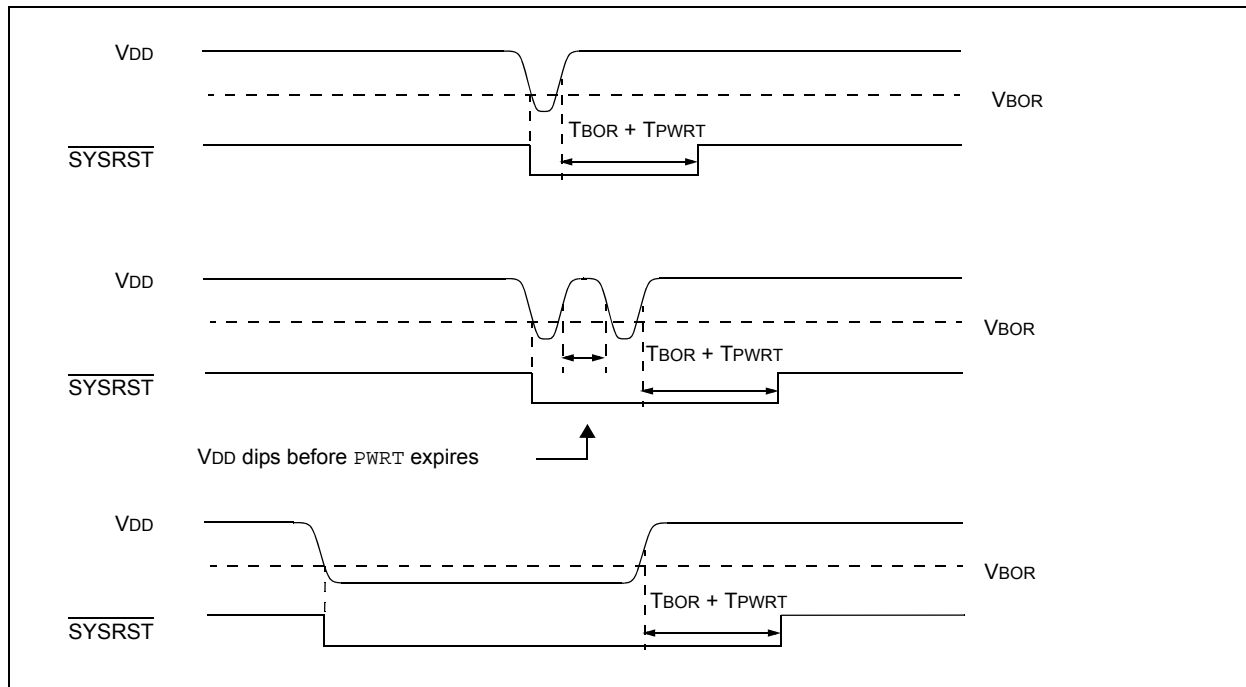 VDD
VBOR
TBOR + TPWRT
SYSRST
VDD
VBOR
TBOR + TPWRT
SYSRST
VDD dips before PWRT expires
VDD
VBOR
TBOR + TPWRT
SYSRST